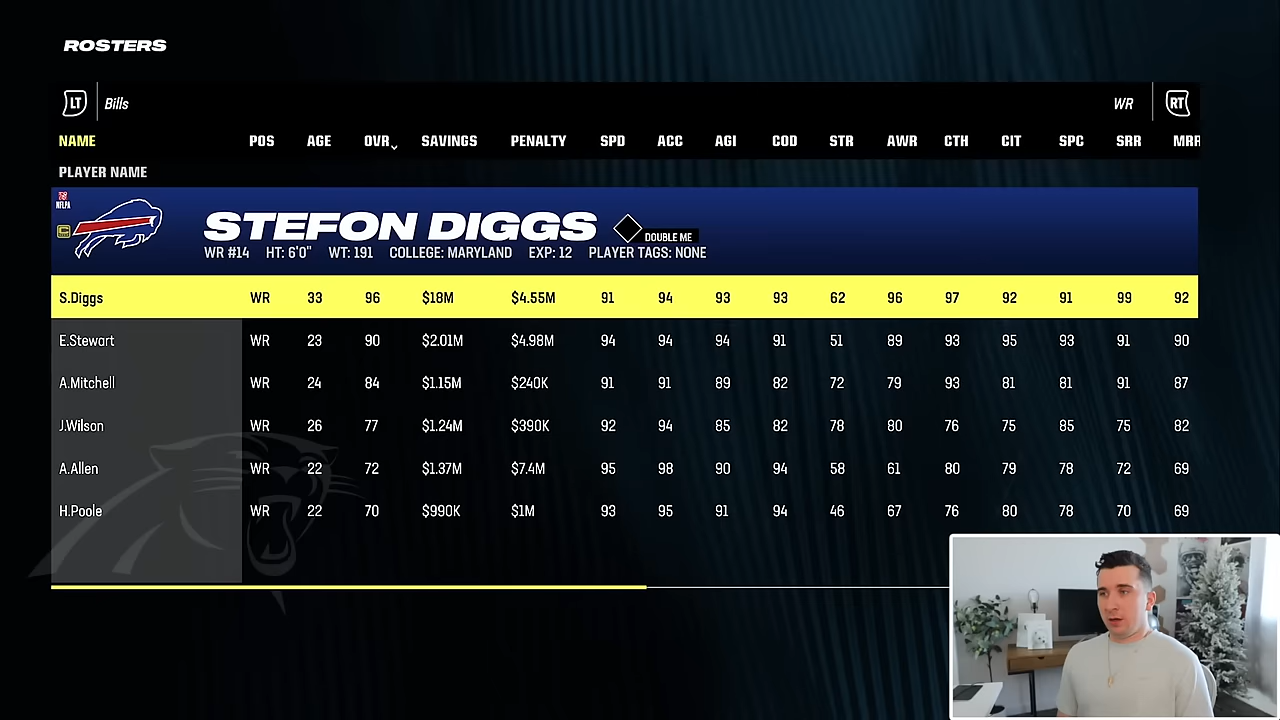 ROSTERS
LT Bills WR RT
NAME POS AGE OVR SAVINGS PENALTY SPD ACC AGI COD STR AWR CTH CIT SPC SRR MRR
PLAYER NAME
NFLPA
STEFON DIGGS DOUBLE ME
WR #14 HT: 6'0" WT: 191 COLLEGE: MARYLAND EXP: 12 PLAYER TAGS: NONE
S.Diggs WR 33 96 $18M $4.55M 91 94 93 93 62 96 97 92 91 99 92
E.Stewart WR 23 90 $2.01M $4.98M 94 94 94 91 51 89 93 95 93 91 90
A.Mitchell WR 24 84 $1.15M $240K 91 91 89 82 72 79 93 81 81 91 87
J.Wilson WR 26 77 $1.24M $390K 92 94 85 82 78 80 76 75 85 75 82
A.Allen WR 22 72 $1.37M $7.4M 95 98 90 94 58 61 80 79 78 72 69
H.Poole WR 22 70 $990K $1M 93 95 91 94 46 67 76 80 78 70 69